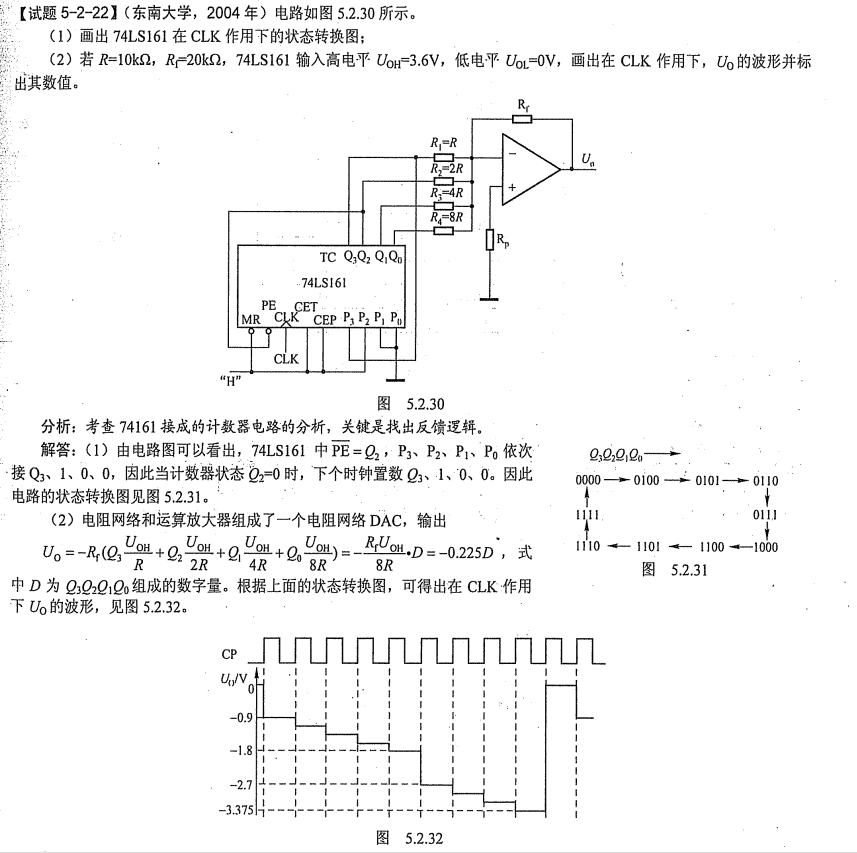 【试题 5-2-22】(东南大学，2004 年) 电路如图 5.2.30 所示。
(1) 画出 74LS161 在 CLK 作用下的状态转换图；
(2) 若 R=10kΩ，Rf=20kΩ，74LS161 输入高电平 UOH=3.6V，低电平 UOL=0V，画出在 CLK 作用下，UO 的波形并标
出其数值。
Rf
R₁=R
R₂=2R
R₃=4R
R₄=8R
−
+
Uo
Rp
TC Q₃Q₂ Q₁Q₀
74LS161
MR PE CLK CET CEP P₃ P₂ P₁ P₀
CLK
“H”
图 5.2.30
分析：考查 74161 接成的计数器电路的分析，关键是找出反馈逻辑。
解答：(1) 由电路图可以看出，74LS161 中 P̅E̅ = Q₂，P₃、P₂、P₁、P₀ 依次
接 Q₃、1、0、0，因此当计数器状态 Q₂=0 时，下个时钟置数 Q₃、1、0、0。因此
电路的状态转换图见图 5.2.31。
(2) 电阻网络和运算放大器组成了一个电阻网络 DAC，输出
UO = −Rf(Q₃ UOH/R + Q₂ UOH/2R + Q₁ UOH/4R + Q₀ UOH/8R) = − RfUOH/8R •D = −0.225D，式
中 D 为 Q₃Q₂Q₁Q₀ 组成的数字量。根据上面的状态转换图，可得出在 CLK 作用
下 UO 的波形，见图 5.2.32。
Q₃Q₂Q₁Q₀ →
0000 → 0100 → 0101 → 0110
1111 0111
1110 ← 1101 ← 1100 ← 1000
图 5.2.31
CP
UO/V
0
−0.9
−1.8
−2.7
−3.375
图 5.2.32